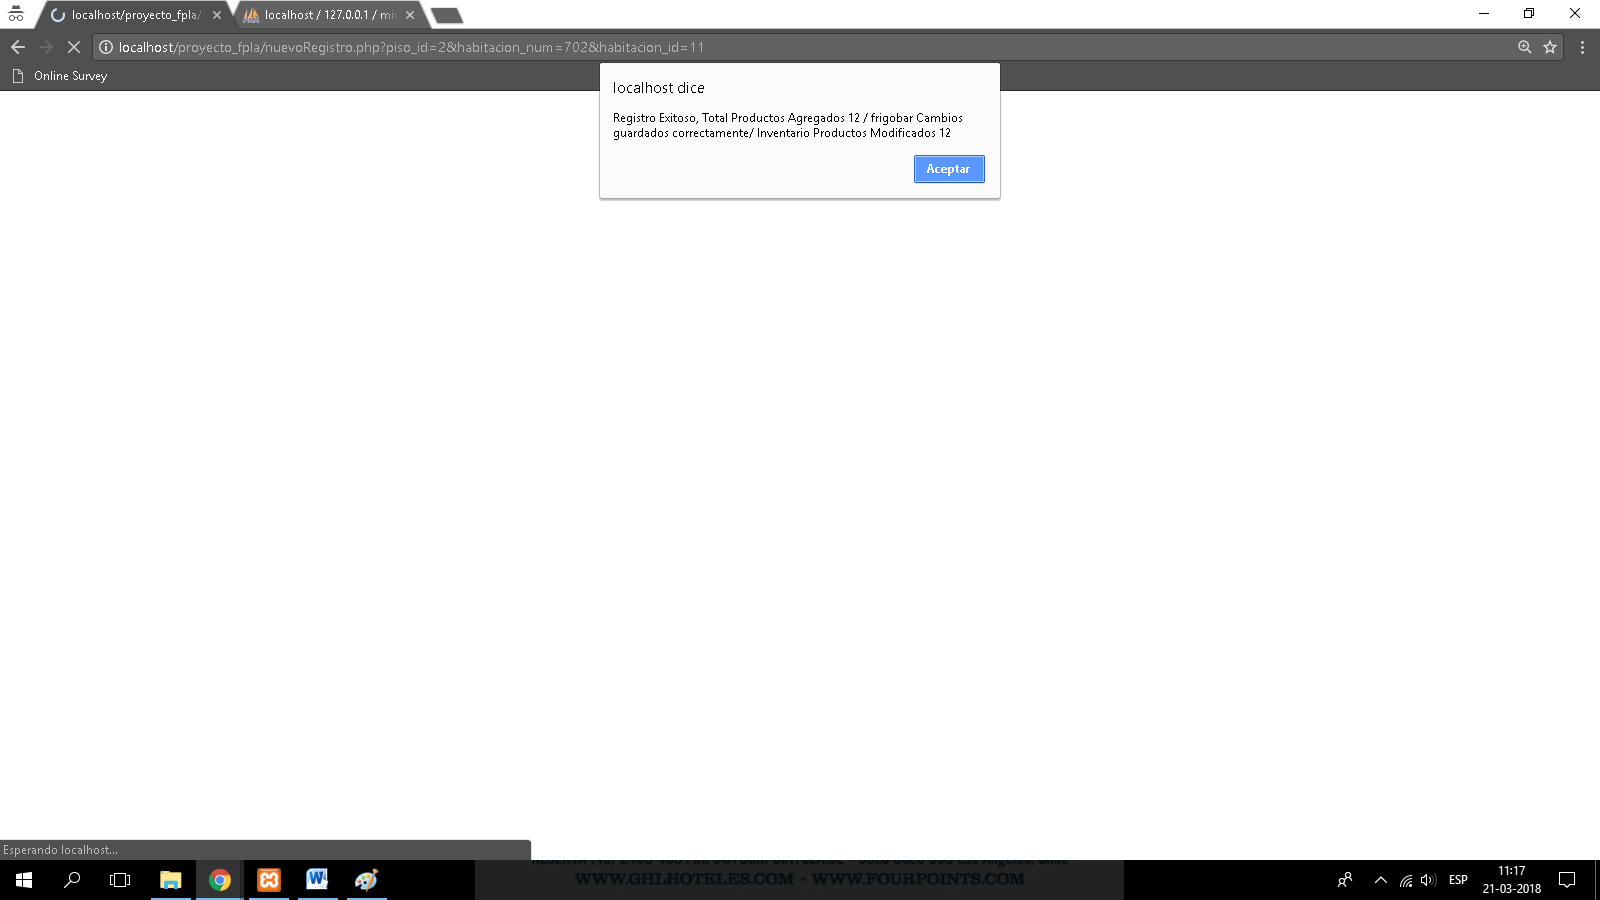 localhost/proyecto_fpla/
localhost / 127.0.0.1 / mi
localhost/proyecto_fpla/nuevoRegistro.php?piso_id=2&habitacion_num=702&habitacion_id=11
Online Survey
localhost dice
Registro Exitoso, Total Productos Agregados 12 / frigobar Cambios
guardados correctamente/ Inventario Productos Modificados 12
Aceptar
Esperando localhost...
WWW.GHLHOTELES.COM · WWW.FOURPOINTS.COM
ESP
11:17
21-03-2018